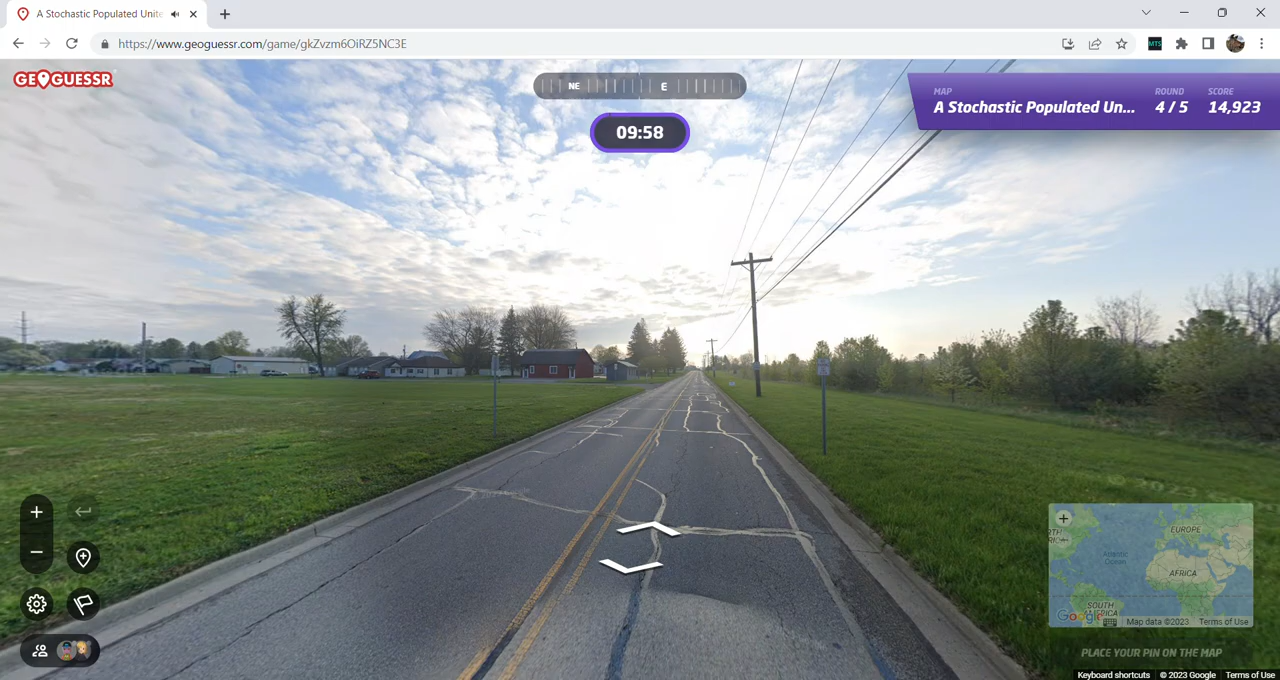 A Stochastic Populated Unite
https://www.geoguessr.com/game/gkZvzm6OiRZ5NC3E
MTS
GEOGUESSR
NE E
MAP ROUND SCORE
A Stochastic Populated Un... 4 / 5 14,923
09:58
EUROPE
Atlantic
Ocean
AFRICA
SOUTH
AMERICA
Google
Map data ©2023 Terms of Use
PLACE YOUR PIN ON THE MAP
Keyboard shortcuts © 2023 Google Terms of Use